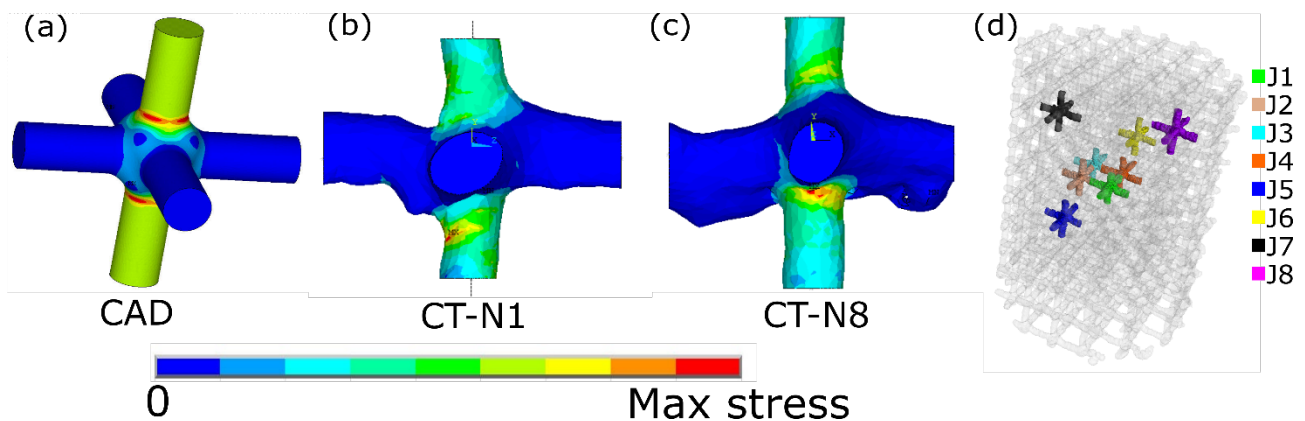 (a)
(b)
(c)
(d)
J1
J2
J3
J4
J5
J6
J7
J8
CAD
CT-N1
CT-N8
0
Max stress